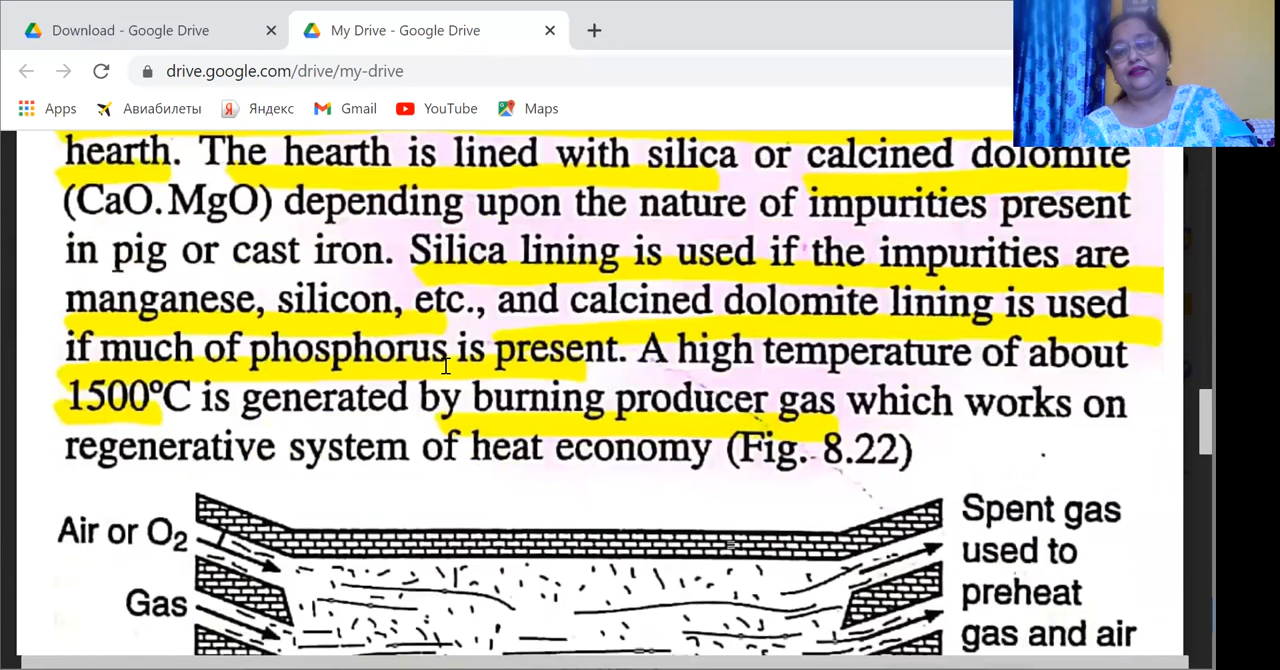 Download - Google Drive
My Drive - Google Drive
drive.google.com/drive/my-drive
Apps
Авиабилеты
Яндекс
Gmail
YouTube
Maps
hearth. The hearth is lined with silica or calcined dolomite
(CaO.MgO) depending upon the nature of impurities present
in pig or cast iron. Silica lining is used if the impurities are
manganese, silicon, etc., and calcined dolomite lining is used
if much of phosphorus is present. A high temperature of about
1500ºC is generated by burning producer gas which works on
regenerative system of heat economy (Fig. 8.22)
Air or O₂
Gas
Spent gas
used to
preheat
gas and air